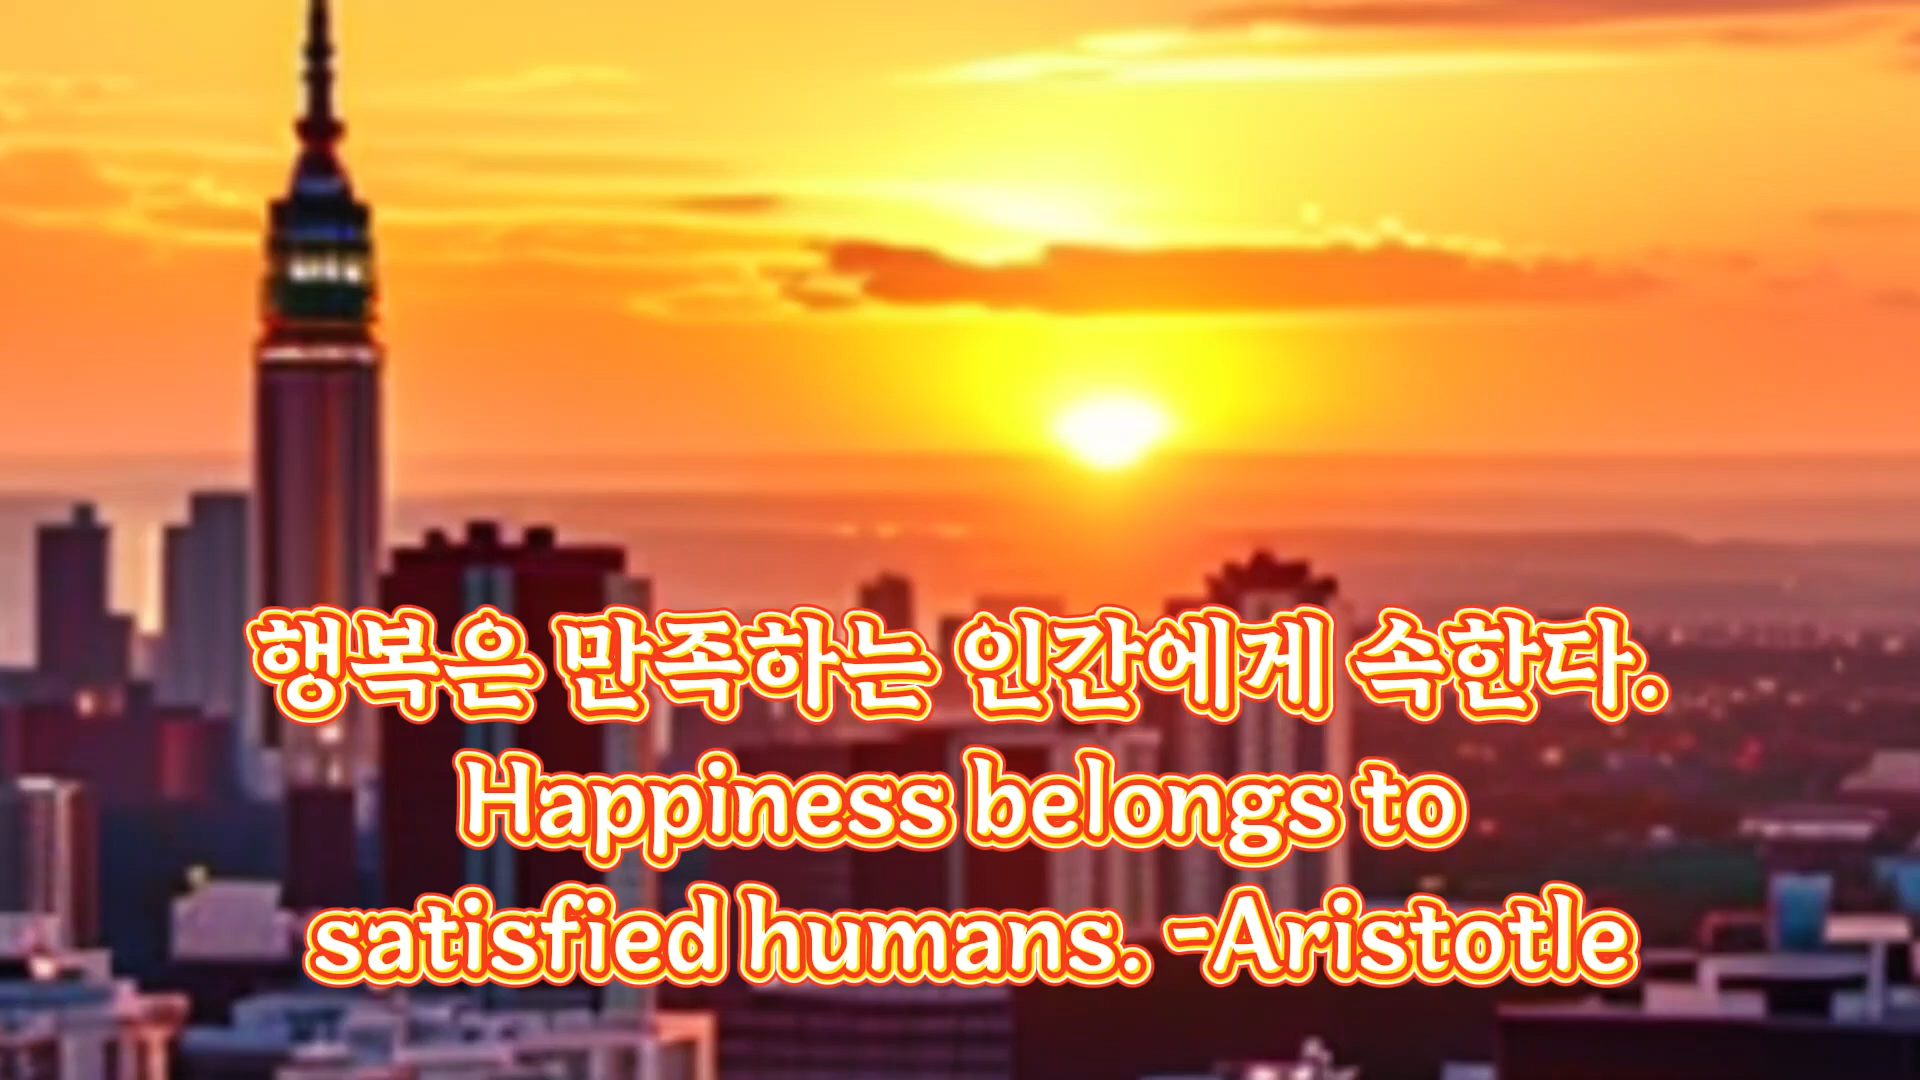 행복은 만족하는 인간에게 속한다.
Happiness belongs to
satisfied humans. -Aristotle